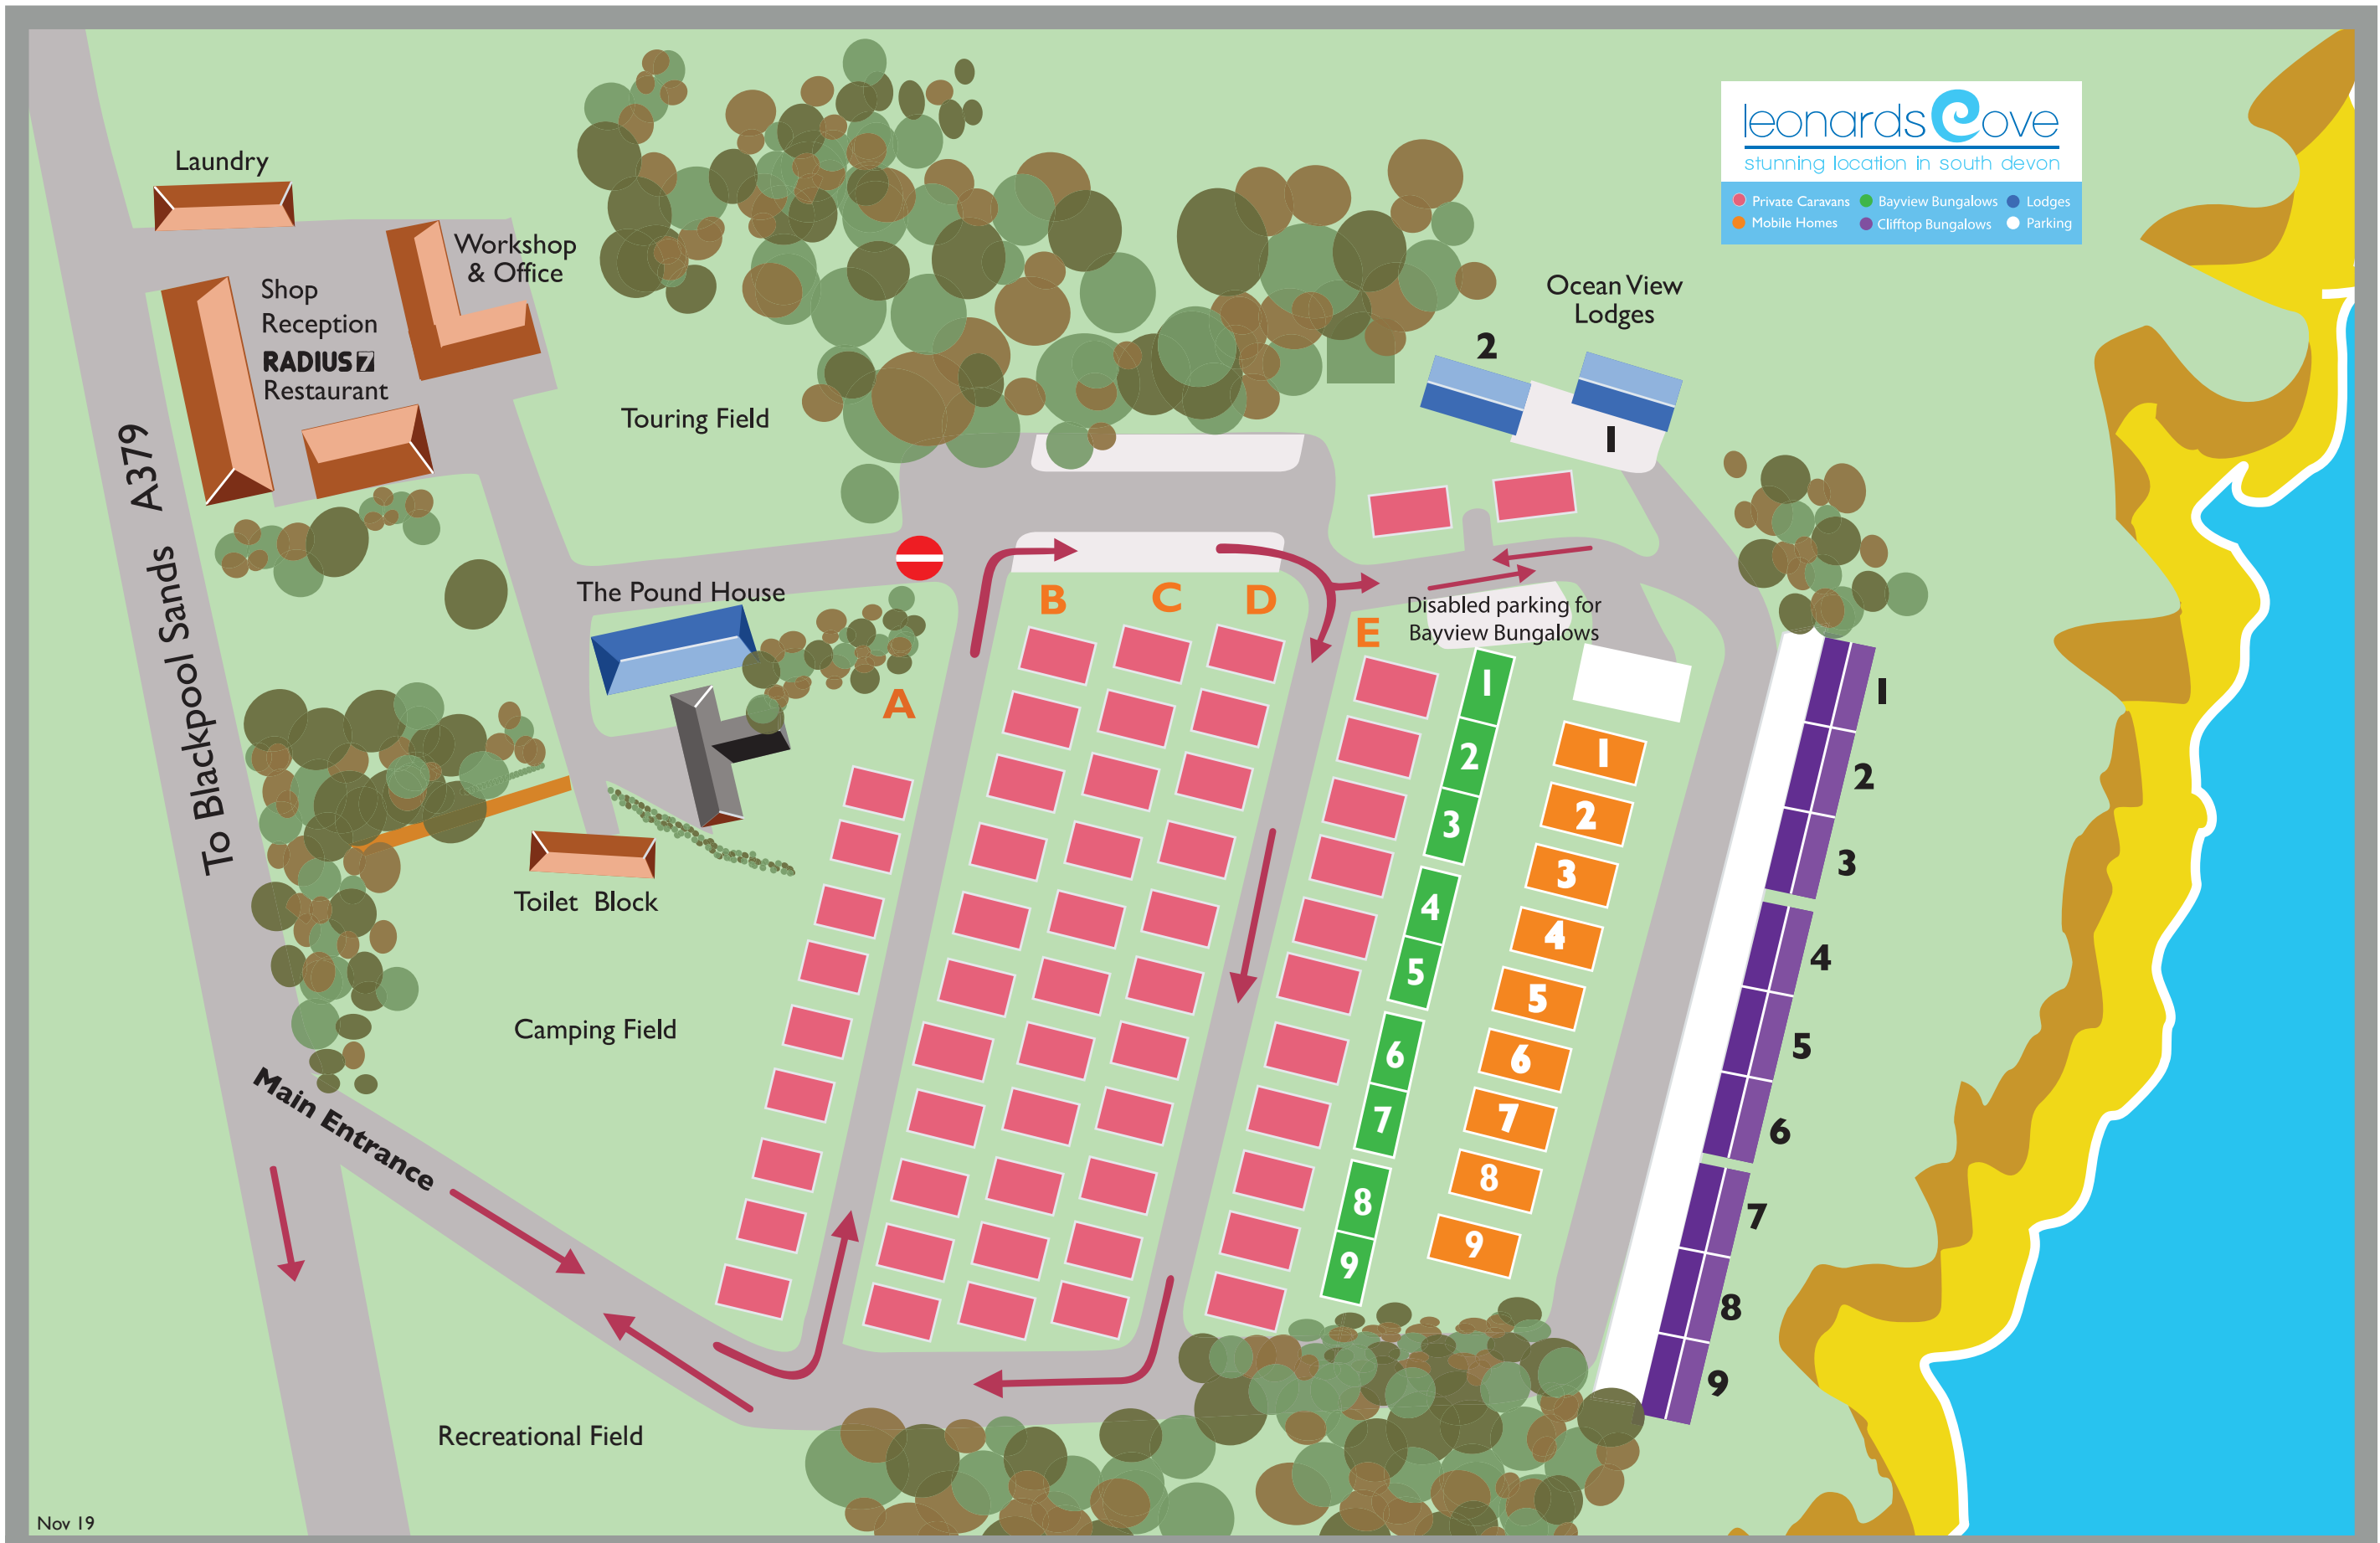 leonards cove
stunning location in south devon
Private Caravans
Bayview Bungalows
Lodges
Mobile Homes
Clifftop Bungalows
Parking
Laundry
Workshop
& Office
Shop
Reception
RADIUS 7
Restaurant
Ocean View
Lodges
2
1
Touring Field
A379
To Blackpool Sands
The Pound House
A
B
C
D
E
Disabled parking for
Bayview Bungalows
1
2
3
4
5
6
7
8
9
1
2
3
4
5
6
7
8
9
1
2
3
4
5
6
7
8
9
Toilet Block
Camping Field
Main Entrance
Recreational Field
Nov 19